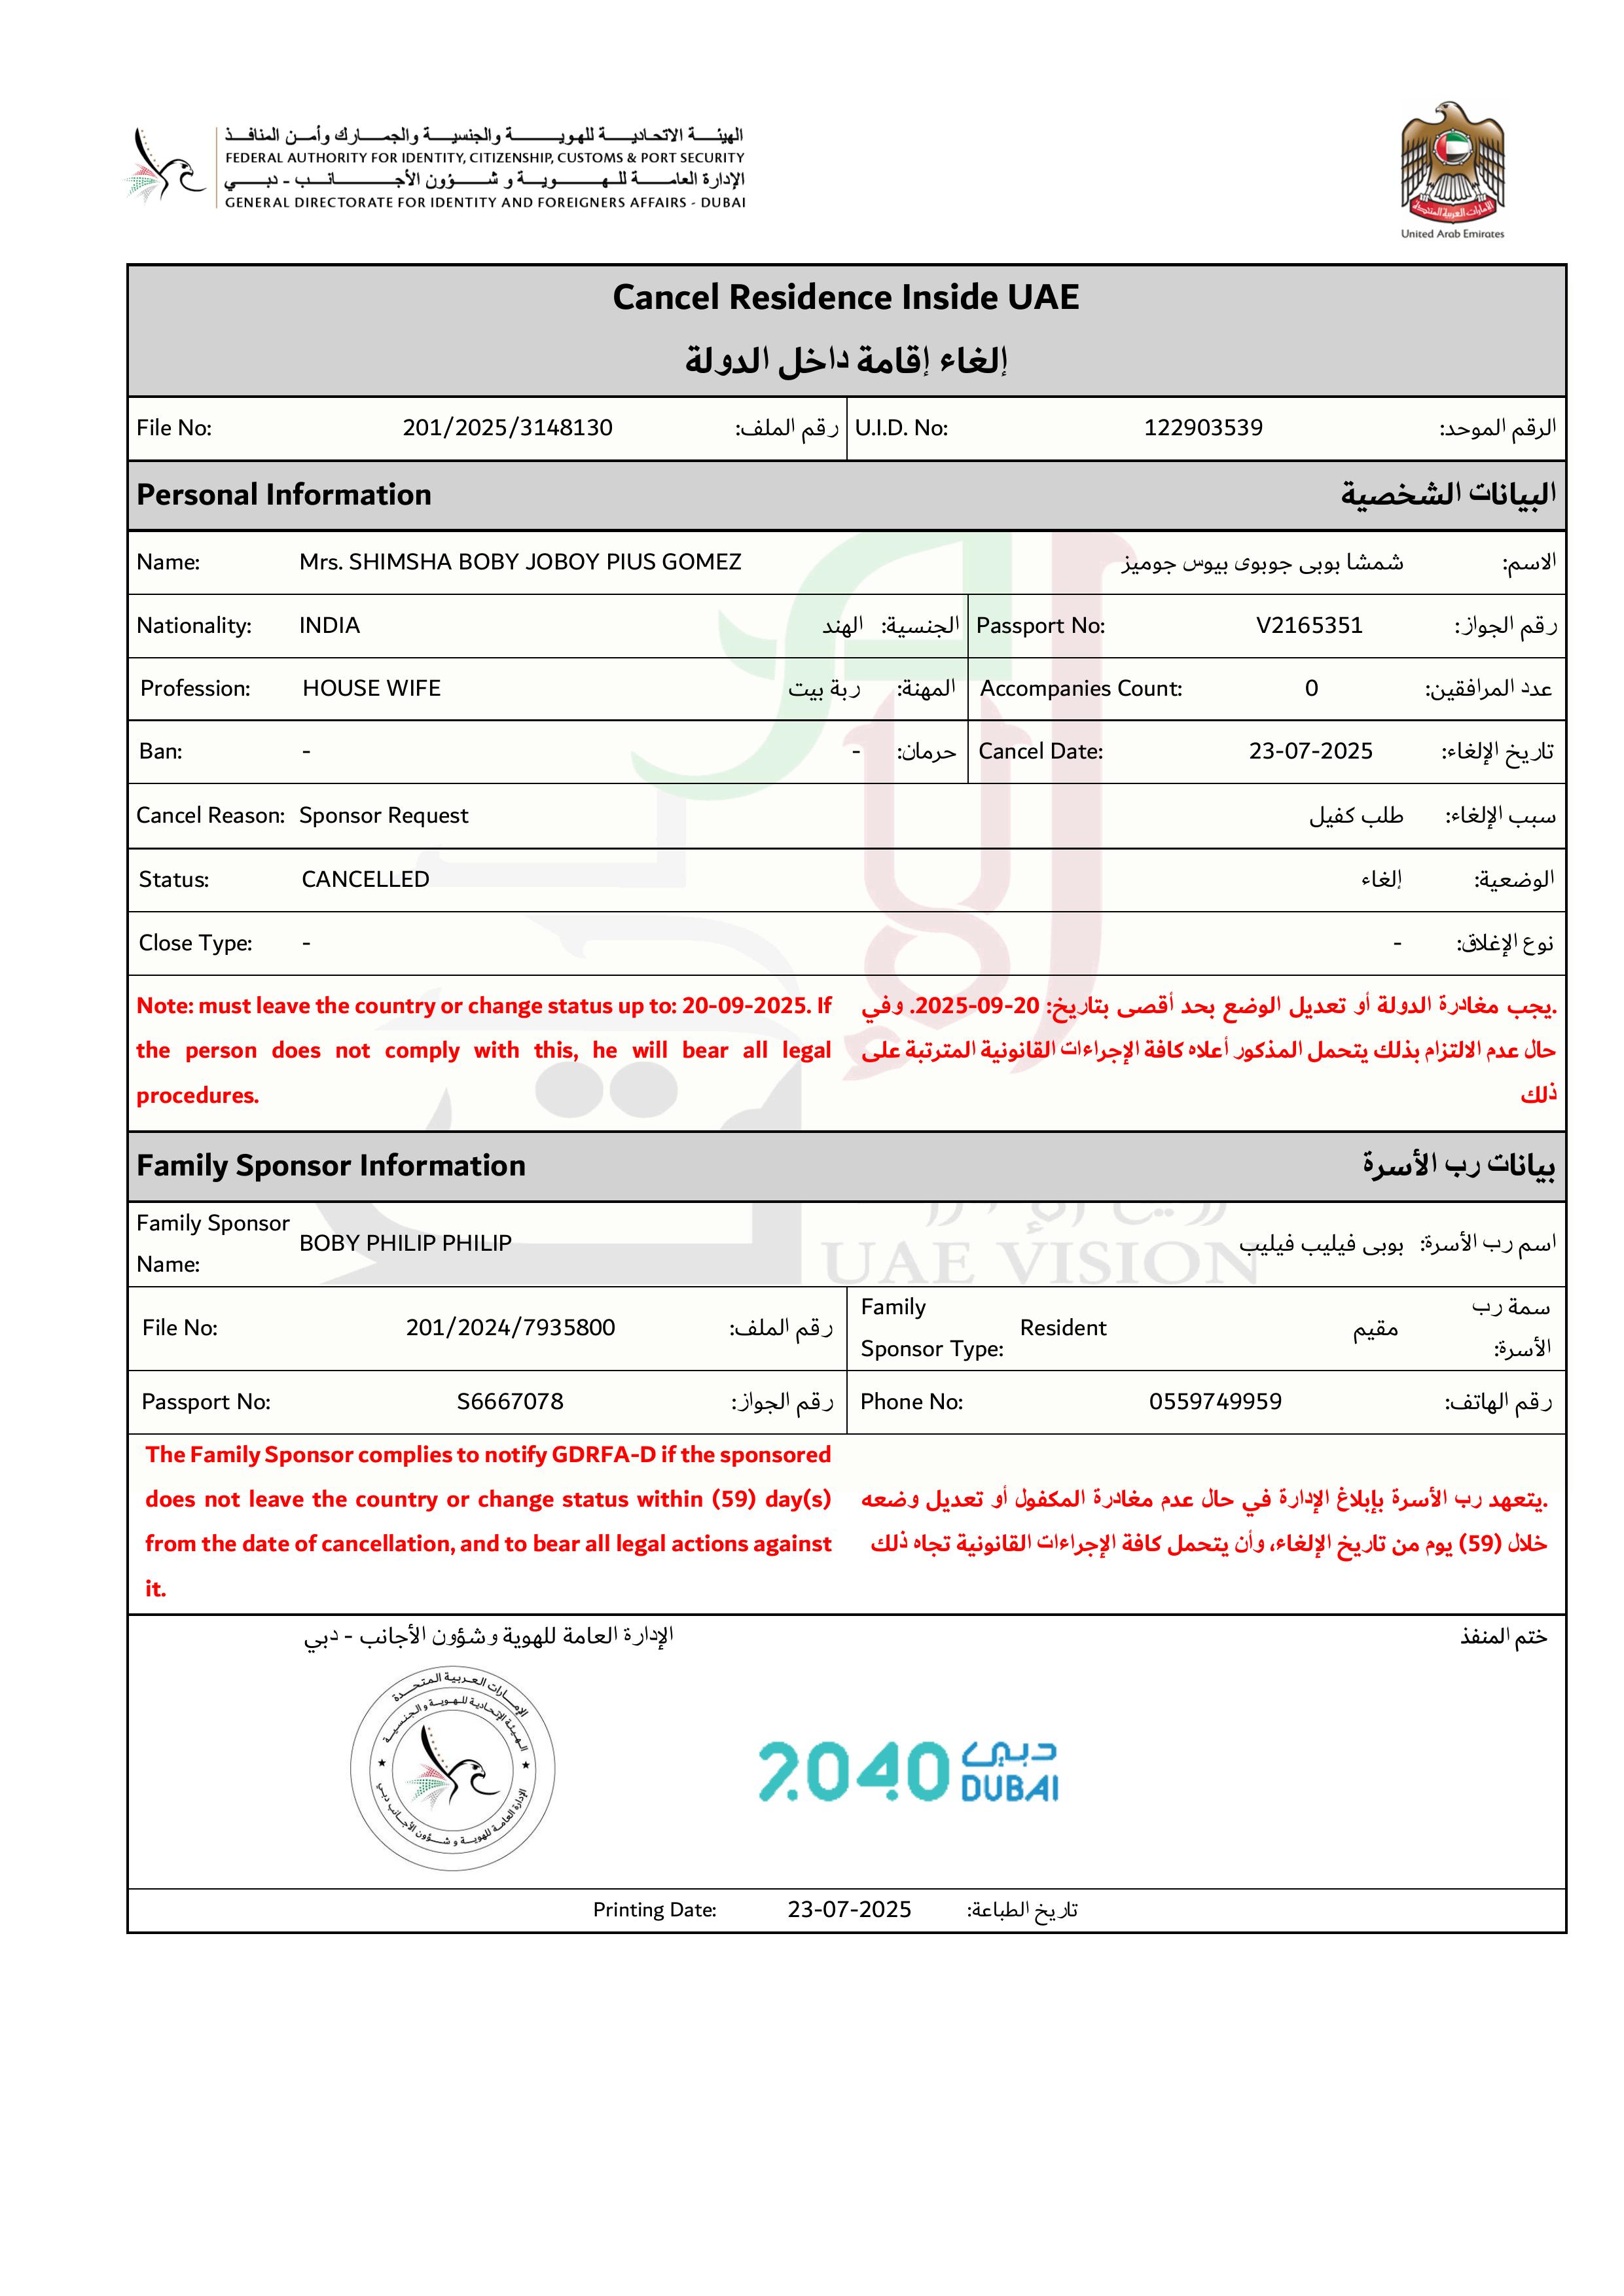 الهيئة الاتحادية للهوية والجنسية والجمارك وأمن المنافذ
FEDERAL AUTHORITY FOR IDENTITY, CITIZENSHIP, CUSTOMS & PORT SECURITY
الإدارة العامة للهوية و شؤون الأجانب - دبي
GENERAL DIRECTORATE FOR IDENTITY AND FOREIGNERS AFFAIRS - DUBAI
الإمارات العربية المتحدة
United Arab Emirates
Cancel Residence Inside UAE
إلغاء إقامة داخل الدولة
File No: 201/2025/3148130 رقم الملف: U.I.D. No: 122903539 الرقم الموحد:
Personal Information البيانات الشخصية
Name: Mrs. SHIMSHA BOBY JOBOY PIUS GOMEZ شمشا بوبى جوبوى بيوس جوميز الاسم:
Nationality: INDIA الهند الجنسية: Passport No: V2165351 رقم الجواز:
Profession: HOUSE WIFE ربة بيت المهنة: Accompanies Count: 0 عدد المرافقين:
Ban: - - حرمان: Cancel Date: 23-07-2025 تاريخ الإلغاء:
Cancel Reason: Sponsor Request طلب كفيل سبب الإلغاء:
Status: CANCELLED إلغاء الوضعية:
Close Type: - - نوع الإغلاق:
Note: must leave the country or change status up to: 20-09-2025. If
the person does not comply with this, he will bear all legal
procedures.
.يجب مغادرة الدولة أو تعديل الوضع بحد أقصى بتاريخ: 20-09-2025. وفي
حال عدم الالتزام بذلك يتحمل المذكور أعلاه كافة الإجراءات القانونية المترتبة على
ذلك
Family Sponsor Information بيانات رب الأسرة
Family Sponsor
Name: BOBY PHILIP PHILIP بوبى فيليب فيليب اسم رب الأسرة:
UAE VISION
File No: 201/2024/7935800 رقم الملف:
Family
Sponsor Type: Resident مقيم
سمة رب
الأسرة:
Passport No: S6667078 رقم الجواز: Phone No: 0559749959 رقم الهاتف:
The Family Sponsor complies to notify GDRFA-D if the sponsored
does not leave the country or change status within (59) day(s)
from the date of cancellation, and to bear all legal actions against
it.
.يتعهد رب الأسرة بإبلاغ الإدارة في حال عدم مغادرة المكفول أو تعديل وضعه
خلال (59) يوم من تاريخ الإلغاء، وأن يتحمل كافة الإجراءات القانونية تجاه ذلك
الإدارة العامة للهوية و شؤون الأجانب - دبي ختم المنفذ
الإمارات العربية المتحدة
الهيئة الإتحادية للهوية و الجنسية
الإدارة العامة للهوية و شؤون الأجانب دبي
2040 دبي
DUBAI
Printing Date: 23-07-2025 تاريخ الطباعة: